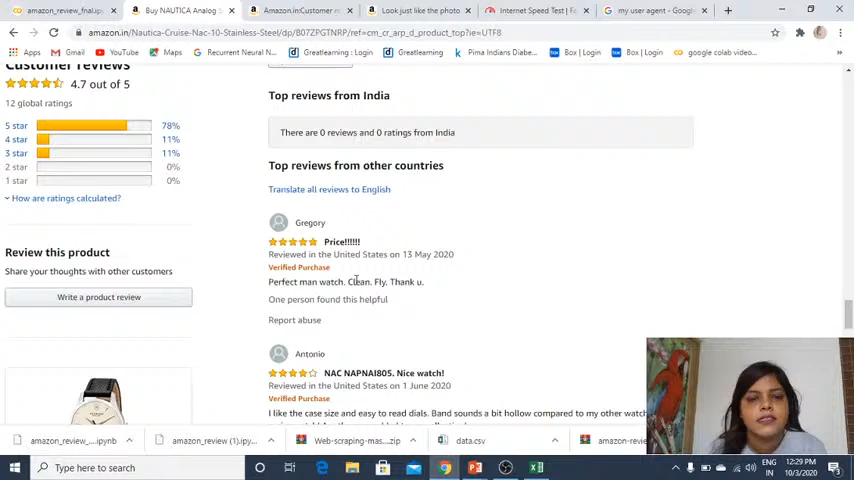 amazon_review_fnal.ipyn
Buy NAUTICA Analog S
Amazon.in:Customer r
Look just like the photo
Internet Speed Test | Fa
my user agent - Google
amazon.in/Nautica-Cruise-Nac-10-Stainless-Steel/dp/B07ZPGTNRP/ref=cm_cr_arp_d_product_top?ie=UTF8
Apps
Gmail
YouTube
Maps
Recurrent Neural N...
Greatlearning : Login
Greatlearning
Pima Indians Diabe...
Box | Login
Box | Login
google colab video...
Customer reviews
4.7 out of 5
12 global ratings
5 star 78%
4 star 11%
3 star 11%
2 star 0%
1 star 0%
How are ratings calculated?
Review this product
Share your thoughts with other customers
Write a product review
Top reviews from India
There are 0 reviews and 0 ratings from India
Top reviews from other countries
Translate all reviews to English
Gregory
Price!!!!!!
Reviewed in the United States on 13 May 2020
Verified Purchase
Perfect man watch. Clean. Fly. Thank u.
One person found this helpful
Report abuse
Antonio
NAC NAPNAI805. Nice watch!
Reviewed in the United States on 1 June 2020
Verified Purchase
I like the case size and easy to read dials. Band sounds a bit hollow compared to my other watch
amazon_review_....ipynb
amazon_review (1).ipy....
Web-scraping-mas....zip
data.csv
amazon-re
Type here to search
ENG
IN
12:29 PM
10/3/2020
3